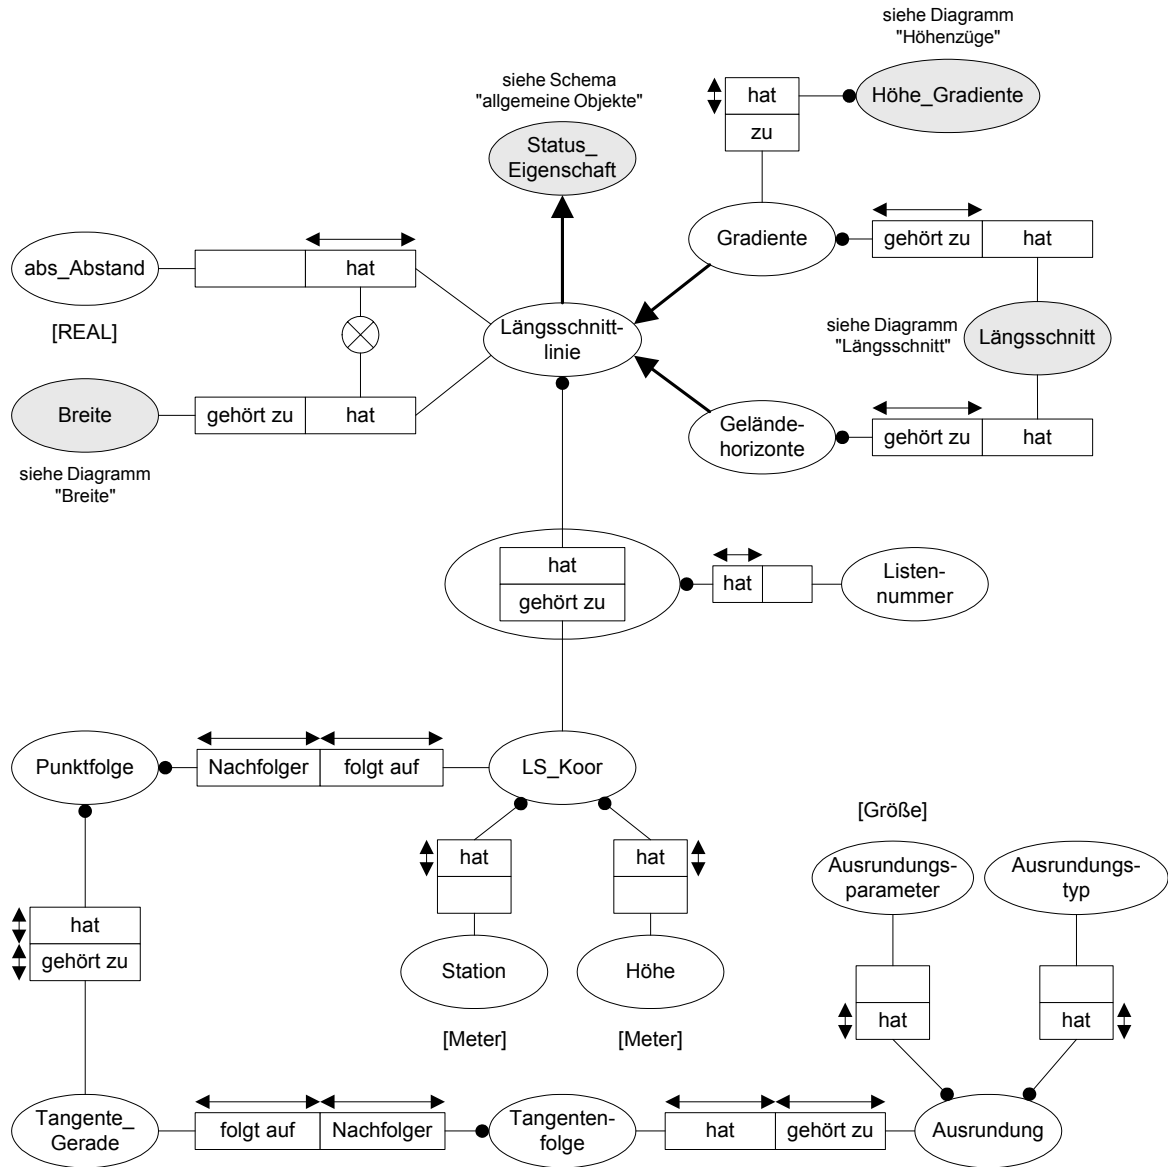 siehe Diagramm
"Höhenzüge"
siehe Schema
"allgemeine Objekte"
hat
zu
Höhe_Gradiente
Status_
Eigenschaft
Gradiente
gehört zu
hat
abs_Abstand
hat
[REAL]
Längsschnitt-
linie
siehe Diagramm
"Längsschnitt"
Längsschnitt
Breite
gehört zu
hat
siehe Diagramm
"Breite"
Gelände-
horizonte
gehört zu
hat
hat
gehört zu
hat
Listen-
nummer
Punktfolge
Nachfolger
folgt auf
LS_Koor
[Größe]
hat
hat
Ausrundungs-
parameter
Ausrundungs-
typ
hat
gehört zu
Station
Höhe
[Meter]
[Meter]
hat
hat
Tangente_
Gerade
folgt auf
Nachfolger
Tangenten-
folge
hat
gehört zu
Ausrundung